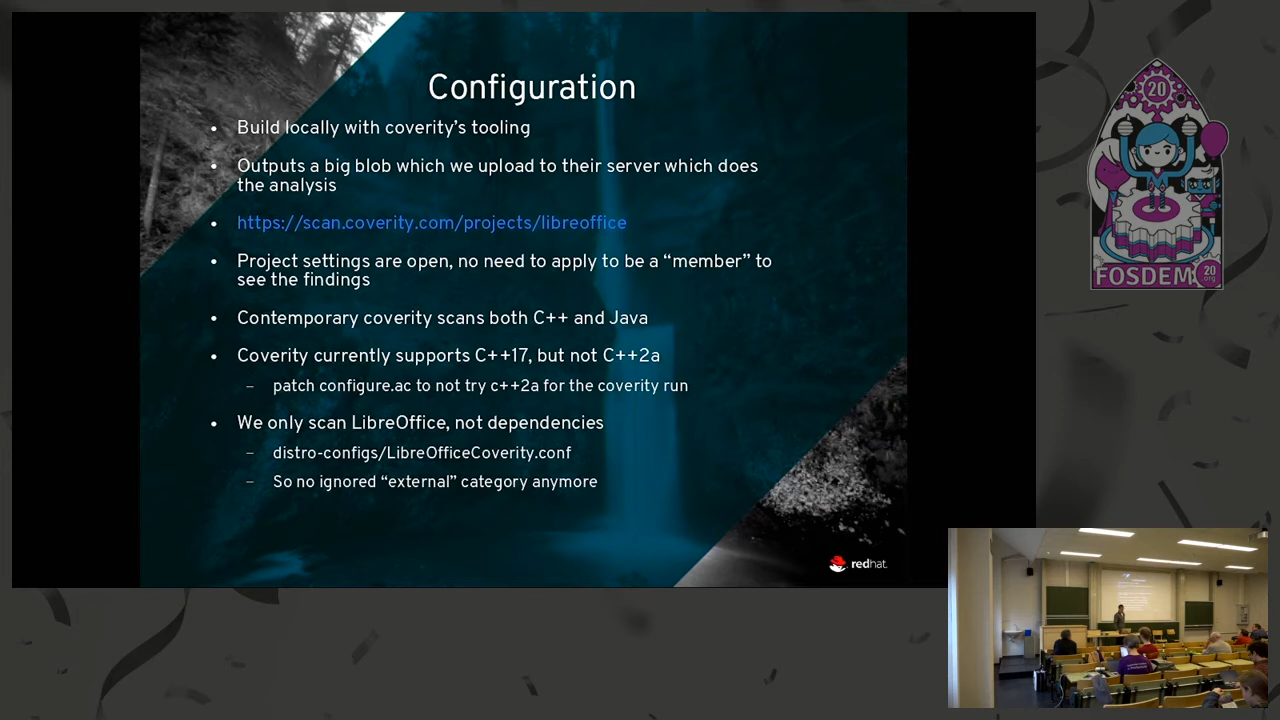 Configuration
• Build locally with coverity's tooling
• Outputs a big blob which we upload to their server which does
the analysis
• https://scan.coverity.com/projects/libreoffice
• Project settings are open, no need to apply to be a “member” to
see the findings
• Contemporary coverity scans both C++ and Java
• Coverity currently supports C++17, but not C++2a
– patch configure.ac to not try c++2a for the coverity run
• We only scan LibreOffice, not dependencies
– distro-configs/LibreOfficeCoverity.conf
– So no ignored “external” category anymore
redhat.
20
FOSDEM
20
.org